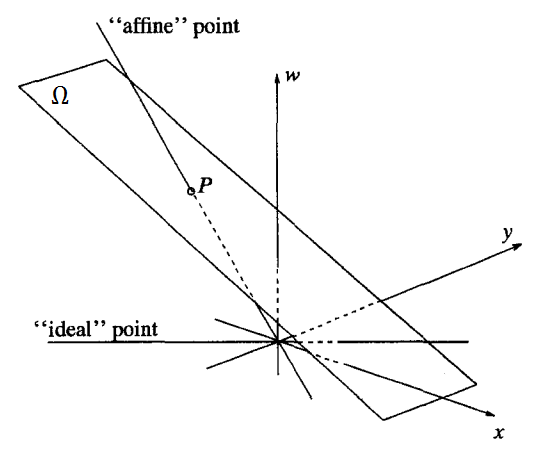 “affine” point
w
Ω
P
y
“ideal” point
x